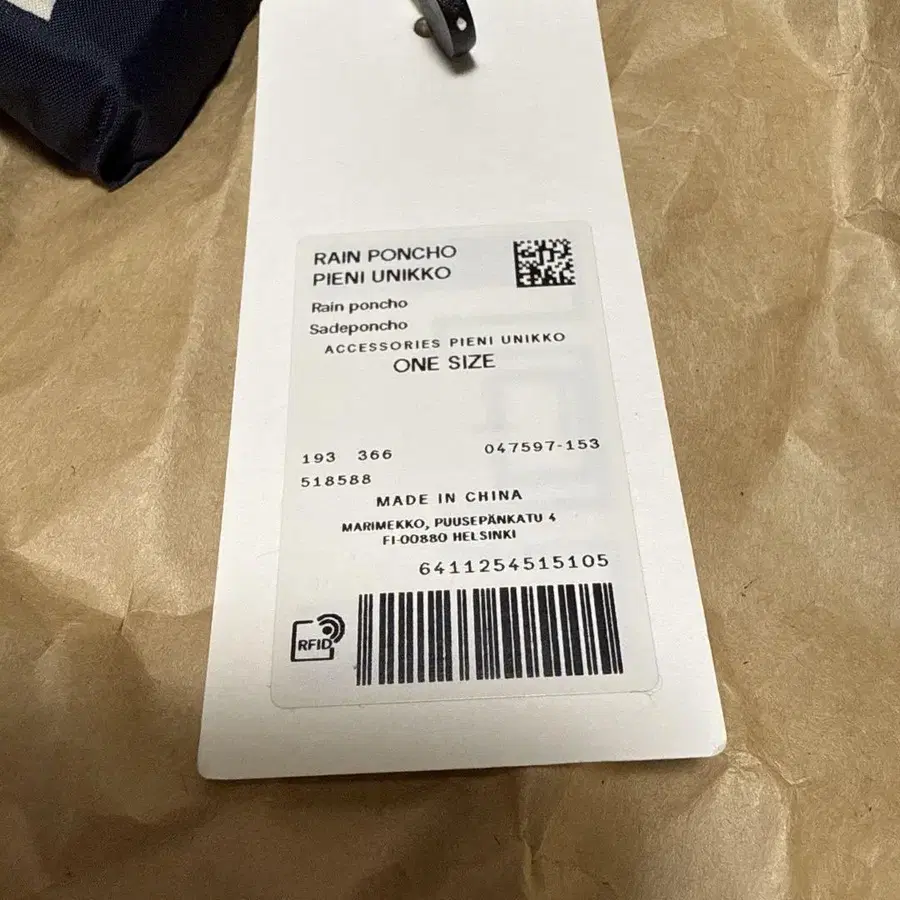 RAIN PONCHO
PIENI UNIKKO
Rain poncho
Sadeponcho
ACCESSORIES PIENI UNIKKO
ONE SIZE
193 366 047597-153
518588
MADE IN CHINA
MARIMEKKO, PUUSEPÄNKATU 4
FI-00880 HELSINKI
6411254515105
RFID